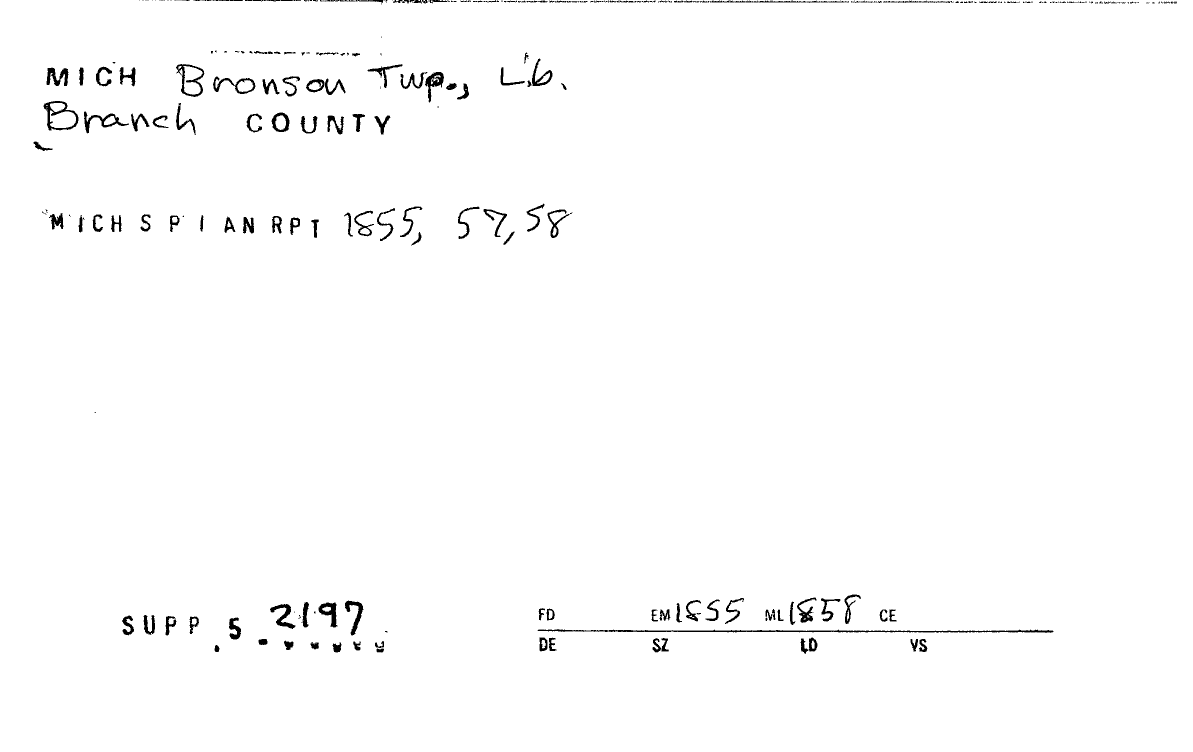 MICH Bronson Twp., Lib.
Branch COUNTY
MICH S P I AN RPT 1855, 57, 58
SUPP 5 2197
FD EM 1855 ML 1858 CE
DE SZ LD VS